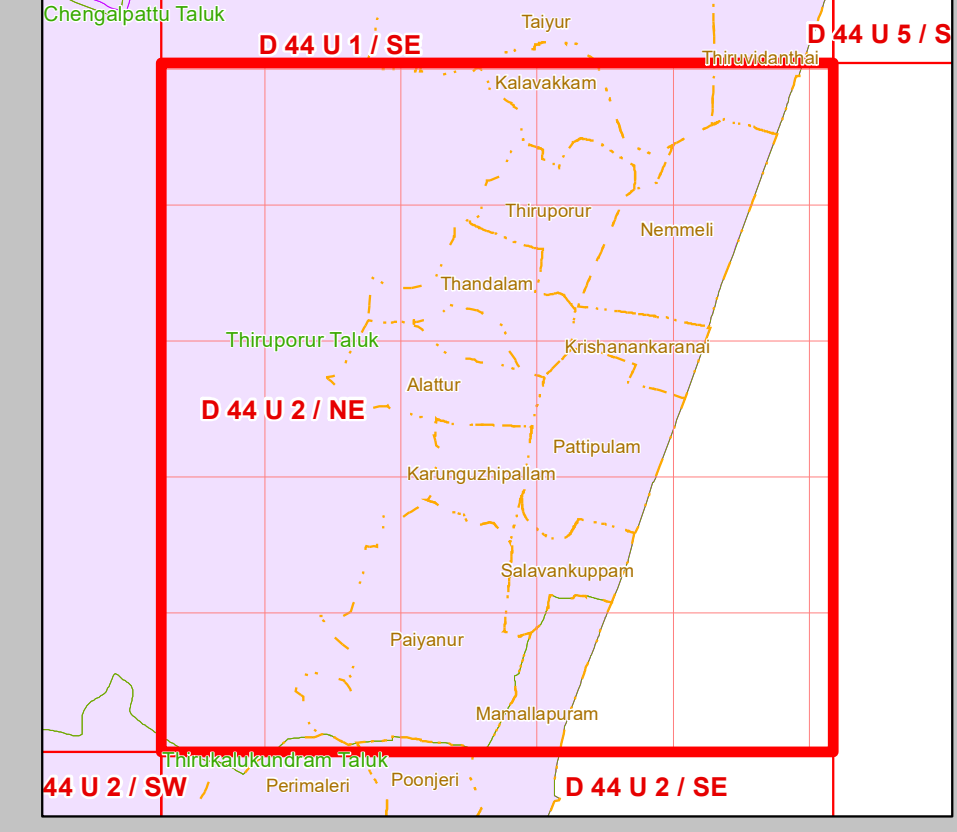 Chengalpattu Taluk
Taiyur
D 44 U 5 / S
D 44 U 1 / SE
Thiruvidanthai
Kalavakkam
Thiruporur
Nemmeli
Thandalam
Thiruporur Taluk
Krishanankaranai
Alattur
D 44 U 2 / NE
Pattipulam
Karunguzhipallam
Salavankuppam
Paiyanur
Mamallapuram
Thirukalukundram Taluk
44 U 2 / SW
Perimaleri
Poonjeri
D 44 U 2 / SE